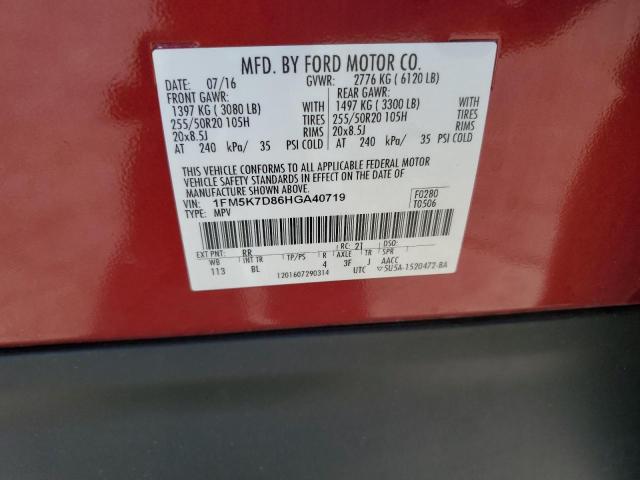 MFD. BY FORD MOTOR CO.
DATE: 07/16 GVWR: 2776 KG ( 6120 LB)
FRONT GAWR: REAR GAWR:
1397 KG ( 3080 LB) WITH 1497 KG ( 3300 LB) WITH
255/50R20 105H TIRES 255/50R20 105H TIRES
20x8.5J RIMS 20x8.5J RIMS
AT 240 kPa/ 35 PSI COLD AT 240 kPa/ 35 PSI COLD
THIS VEHICLE CONFORMS TO ALL APPLICABLE FEDERAL MOTOR
VEHICLE SAFETY STANDARDS IN EFFECT ON THE DATE OF
MANUFACTURE SHOWN ABOVE.
VIN: 1FM5K7D86HGA40719 F0280
TYPE: MPV T0506
EXT PNT: RR RC: 21 DSO:
WB INT TR TP/PS R AXLE TR SPR
113 BL 4 3F J AACC
1201607290314 UTC 5U5A-1520472-BA